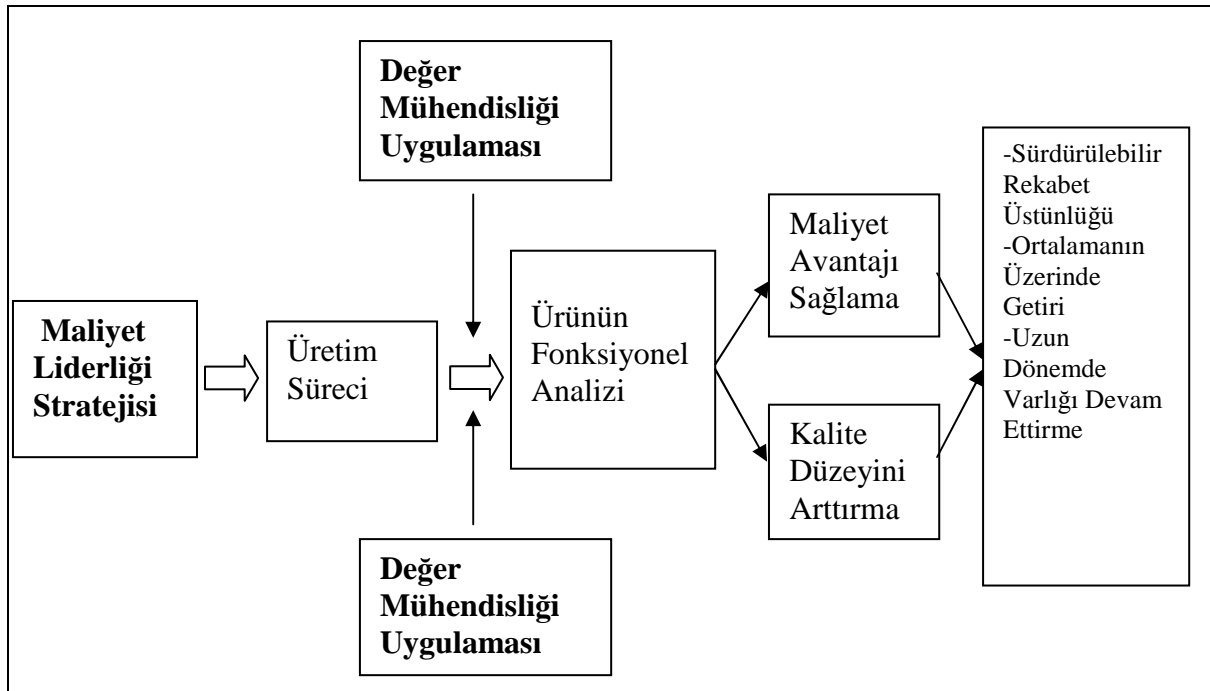 Değer
Mühendisliği
Uygulaması
Maliyet
Liderliği
Stratejisi
Üretim
Süreci
Ürünün
Fonksiyonel
Analizi
Maliyet
Avantajı
Sağlama
Kalite
Düzeyini
Arttırma
-Sürdürülebilir
Rekabet
Üstünlüğü
-Ortalamanın
Üzerinde
Getiri
-Uzun
Dönemde
Varlığı Devam
Ettirme
Değer
Mühendisliği
Uygulaması